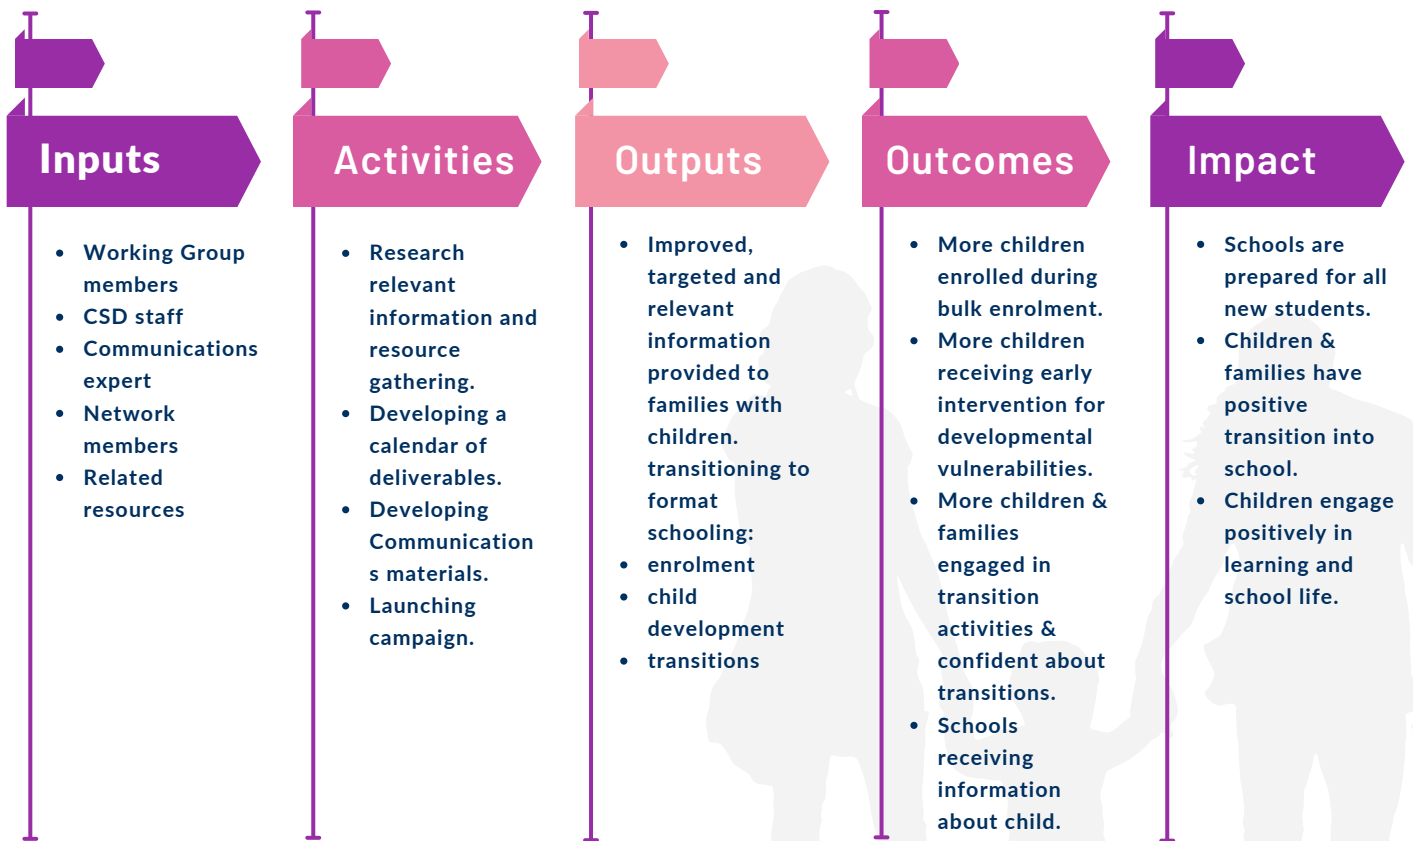 Inputs
• Working Group
members
• CSD staff
• Communications
expert
• Network
members
• Related
resources
Activities
• Research
relevant
information and
resource
gathering.
• Developing a
calendar of
deliverables.
• Developing
Communication
s materials.
• Launching
campaign.
Outputs
• Improved,
targeted and
relevant
information
provided to
families with
children.
transitioning to
format
schooling:
• enrolment
• child
development
• transitions
Outcomes
• More children
enrolled during
bulk enrolment.
• More children
receiving early
intervention for
developmental
vulnerabilities.
• More children &
families
engaged in
transition
activities &
confident about
transitions.
• Schools
receiving
information
about child.
Impact
• Schools are
prepared for all
new students.
• Children &
families have
positive
transition into
school.
• Children engage
positively in
learning and
school life.